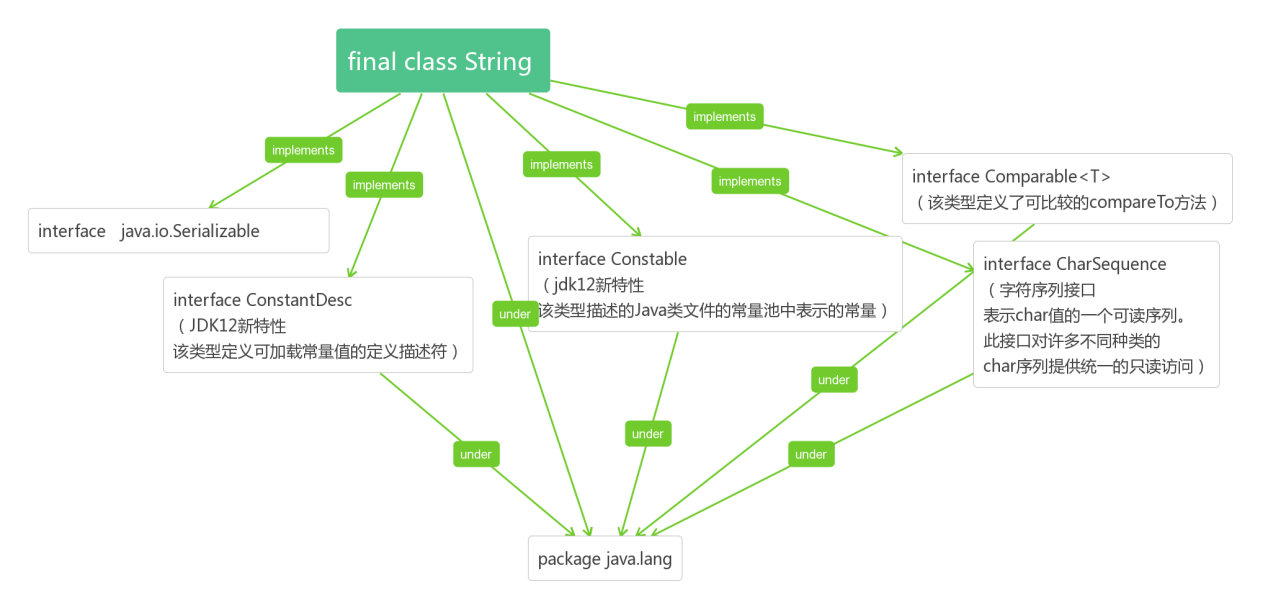 final class String
implements
implements
implements
implements
implements
interface Comparable<T>
（该类型定义了可比较的compareTo方法）
interface   java.io.Serializable
interface Constable
（jdk12新特性
该类型描述的Java类文件的常量池中表示的常量）
interface CharSequence
（字符序列接口
表示char值的一个可读序列。
此接口对许多不同种类的
char序列提供统一的只读访问）
interface ConstantDesc
（JDK12新特性
该类型定义可加载常量值的定义描述符）
under
under
under
under
under
package java.lang